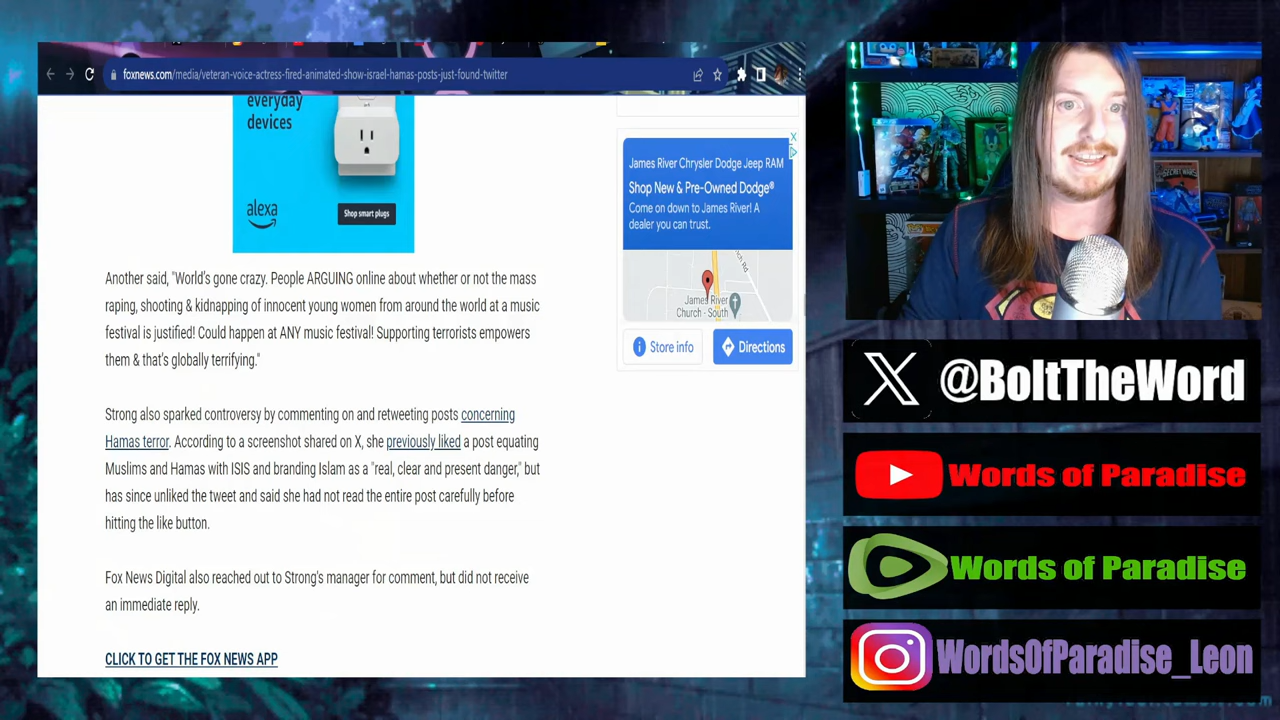 foxnews.com/media/veteran-voice-actress-fired-animated-show-israel-hamas-posts-just-found-twitter
everyday
devices
alexa
Shop smart plugs
James River Chrysler Dodge Jeep RAM
Shop New & Pre-Owned Dodge®
Come on down to James River! A
dealer you can trust.
James River
Church - South
Store info
Directions
Another said, "World's gone crazy. People ARGUING online about whether or not the mass
raping, shooting & kidnapping of innocent young women from around the world at a music
festival is justified! Could happen at ANY music festival! Supporting terrorists empowers
them & that's globally terrifying."
Strong also sparked controversy by commenting on and retweeting posts concerning
Hamas terror. According to a screenshot shared on X, she previously liked a post equating
Muslims and Hamas with ISIS and branding Islam as a "real, clear and present danger," but
has since unliked the tweet and said she had not read the entire post carefully before
hitting the like button.
Fox News Digital also reached out to Strong's manager for comment, but did not receive
an immediate reply.
CLICK TO GET THE FOX NEWS APP
@BoltTheWord
Words of Paradise
Words of Paradise
WordsOfParadise_Leon